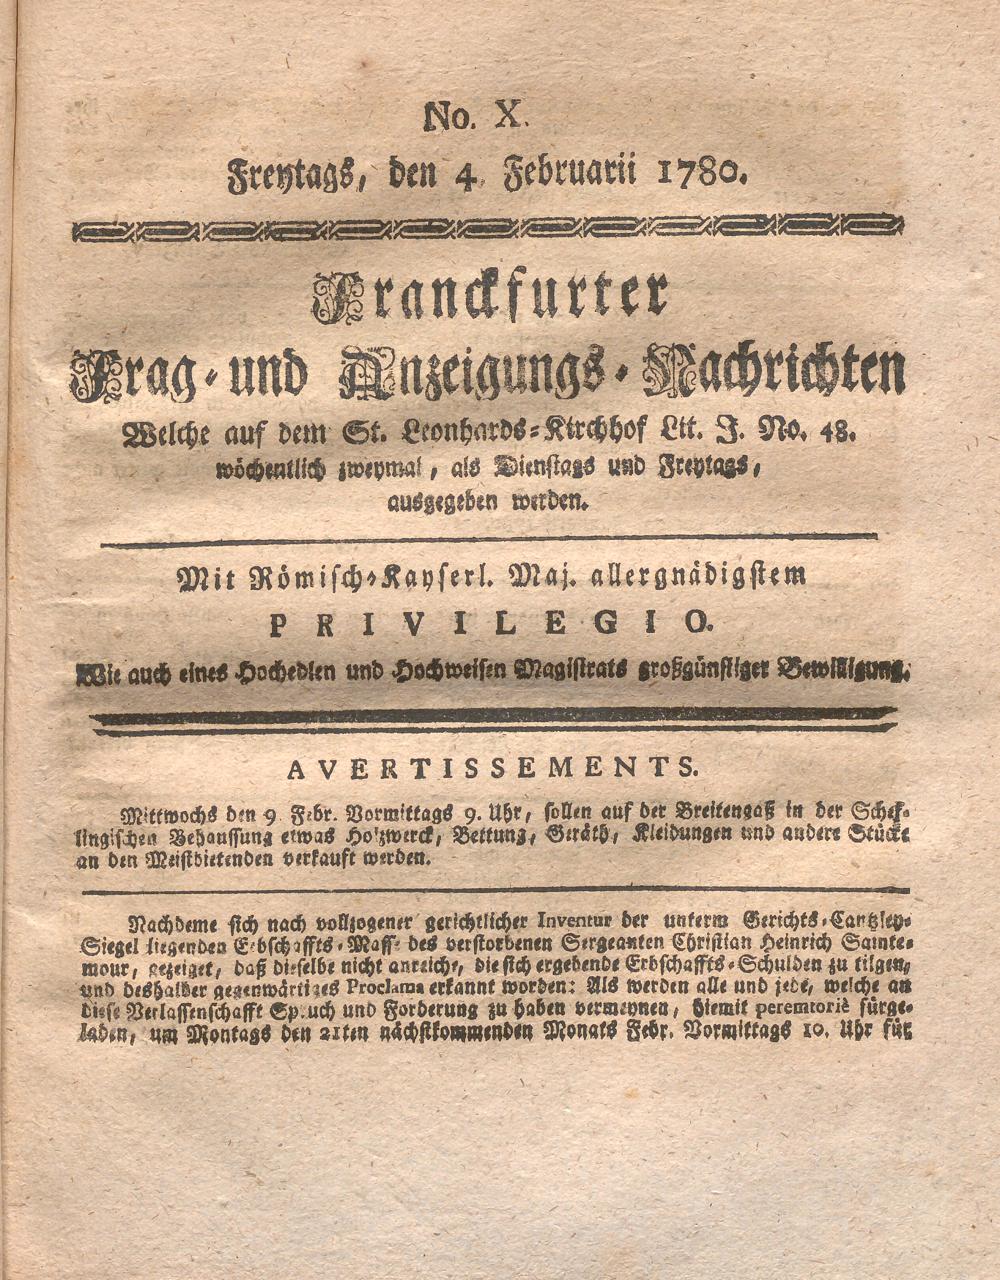 No. X.
Freytags, den 4. Februarii 1780.
Franckfurter
Frag- und Anzeigungs-Nachrichten
Welche auf dem St. Leonhards-Kirchhof Lit. J. No. 48.
wöchentlich zweymal, als Dienstags und Freytags,
ausgegeben werden.
Mit Römisch-Kayserl. Maj. allergnädigstem
PRIVILEGIO.
Wie auch eines Hochedlen und Hochweisen Magistrats großgünstiger Bewilligung.
AVERTISSEMENTS.
Mittwochs den 9 Febr. Vormittags 9. Uhr, sollen auf der Breitengaß in der Schef-
lingischen Behaussung etwas Holzwerck, Bettung, Geräth, Kleidungen und andere Stücke
an den Meistbietenden verkauft werden.
Nachdeme sich nach vollzogener gerichtlicher Inventur der unterm Gerichts-Cantzley-
Siegel liegenden Erbschaffts-Masse des verstorbenen Sergeanten Christian Heinrich Sainte-
mour, gezeiget, daß dieselbe nicht anreiche, die sich ergebende Erbschaffts-Schulden zu tilgen,
und deshalber gegenwärtiges Proclama erkannt worden: Als werden alle und jede, welche an
diese Verlassenschafft Spruch und Forderung zu haben vermeynen, hiemit peremtoriè fürge-
laden, um Montags den 21ten nächstkommenden Monats Febr. Vormittags 10. Uhr für